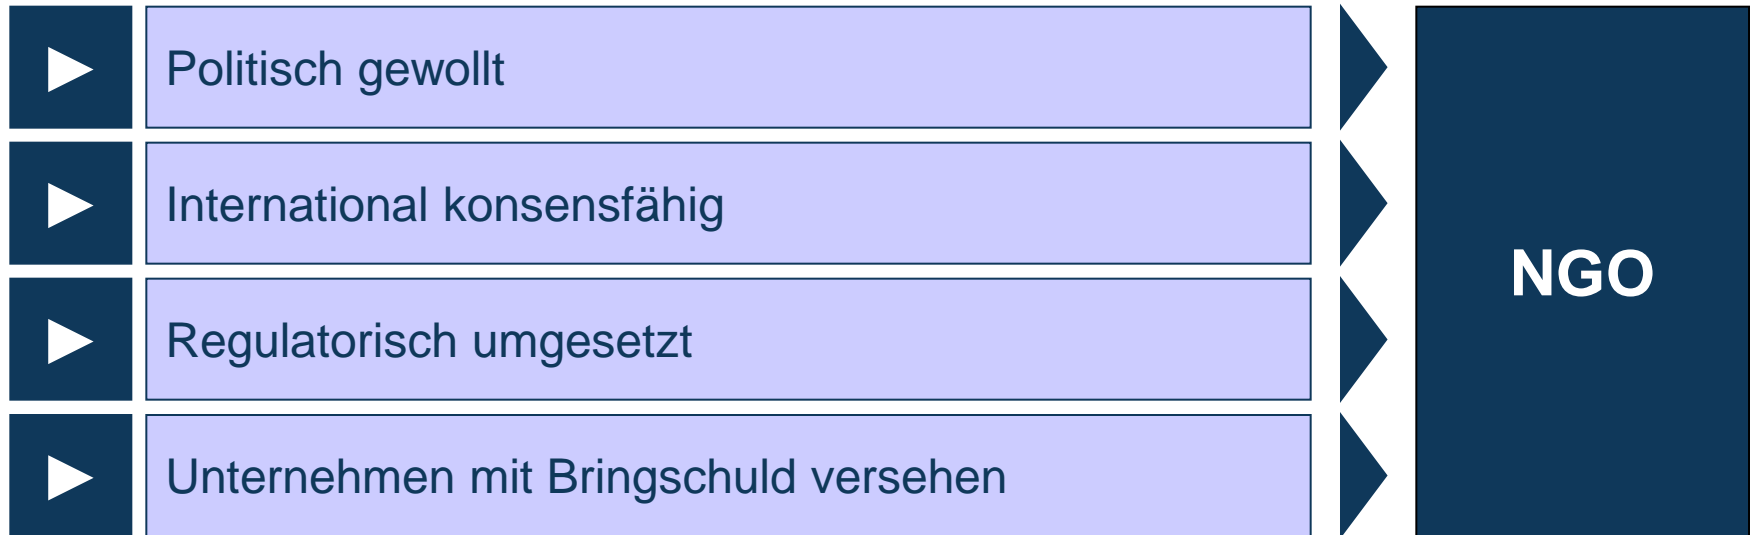 Politisch gewollt
International konsensfähig
Regulatorisch umgesetzt
Unternehmen mit Bringschuld versehen
NGO